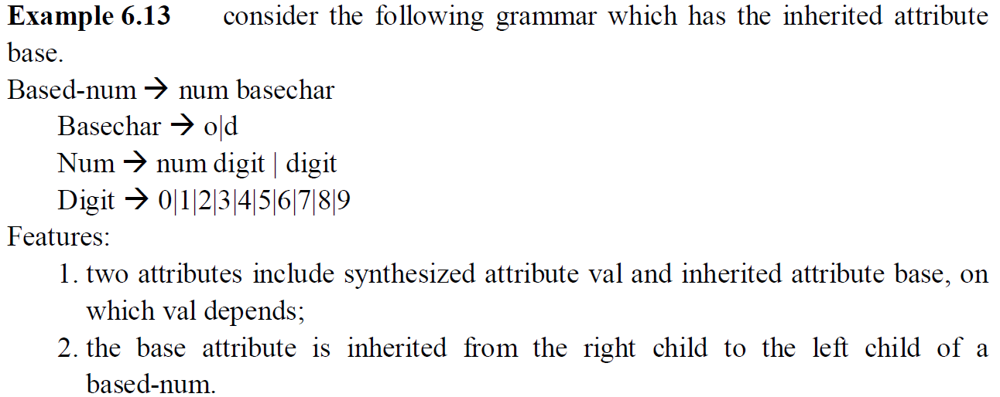 Example 6.13 consider the following grammar which has the inherited attribute
base.
Based-num → num basechar
Basechar → o|d
Num → num digit | digit
Digit → 0|1|2|3|4|5|6|7|8|9
Features:
1. two attributes include synthesized attribute val and inherited attribute base, on
which val depends;
2. the base attribute is inherited from the right child to the left child of a
based-num.